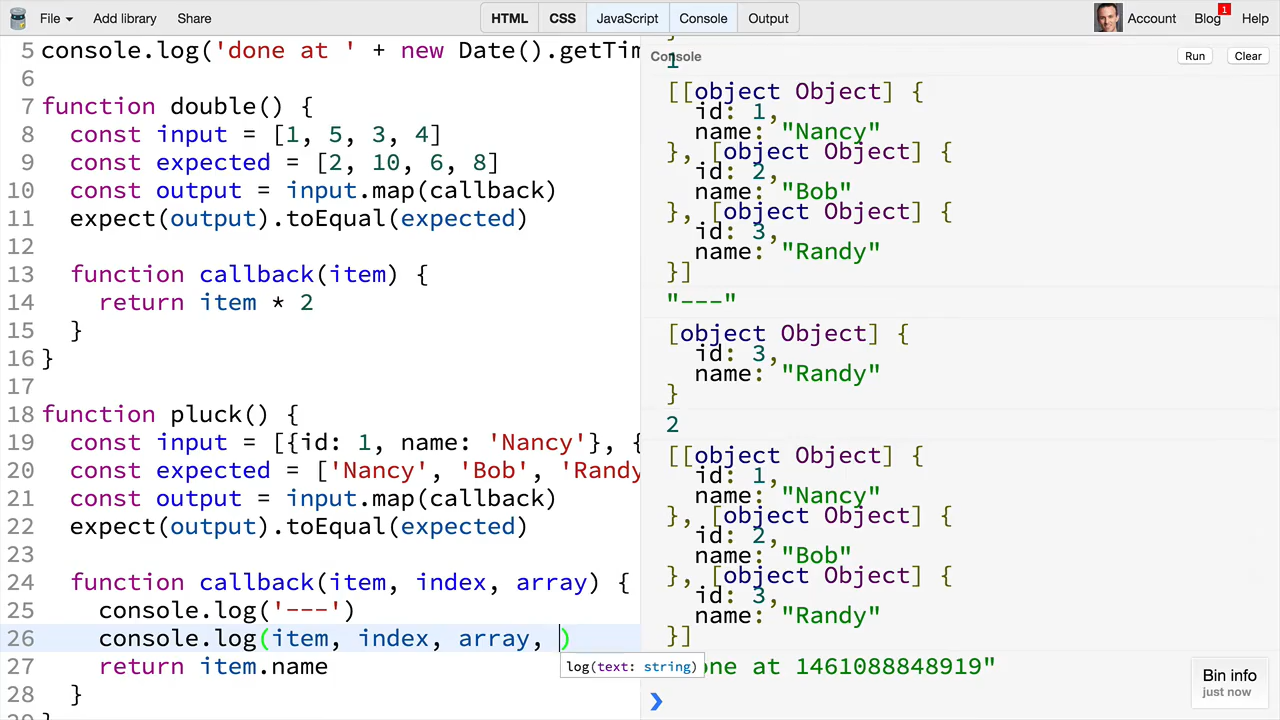 File Add library Share HTML CSS JavaScript Console Output Account Blog 1 Help
5 console.log('done at ' + new Date().getTim
6
7 function double() {
8 const input = [1, 5, 3, 4]
9 const expected = [2, 10, 6, 8]
10 const output = input.map(callback)
11 expect(output).toEqual(expected)
12
13 function callback(item) {
14 return item * 2
15 }
16 }
17
18 function pluck() {
19 const input = [{id: 1, name: 'Nancy'}, {
20 const expected = ['Nancy', 'Bob', 'Randy
21 const output = input.map(callback)
22 expect(output).toEqual(expected)
23
24 function callback(item, index, array) {
25 console.log('---')
26 console.log(item, index, array, )
log(text: string)
27 return item.name
28 }
29 }
Console Run Clear
}
1
[[object Object] {
id: 1,
name: "Nancy"
}, [object Object] {
id: 2,
name: "Bob"
}, [object Object] {
id: 3,
name: "Randy"
}]
"---"
[object Object] {
id: 3,
name: "Randy"
}
2
[[object Object] {
id: 1,
name: "Nancy"
}, [object Object] {
id: 2,
name: "Bob"
}, [object Object] {
id: 3,
name: "Randy"
}]
one at 1461088848919"
❯
Bin info
just now